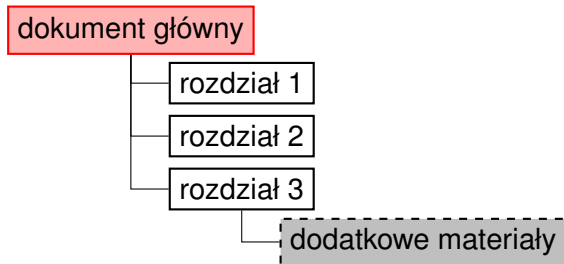 dokument główny
rozdział 1
rozdział 2
rozdział 3
dodatkowe materiały